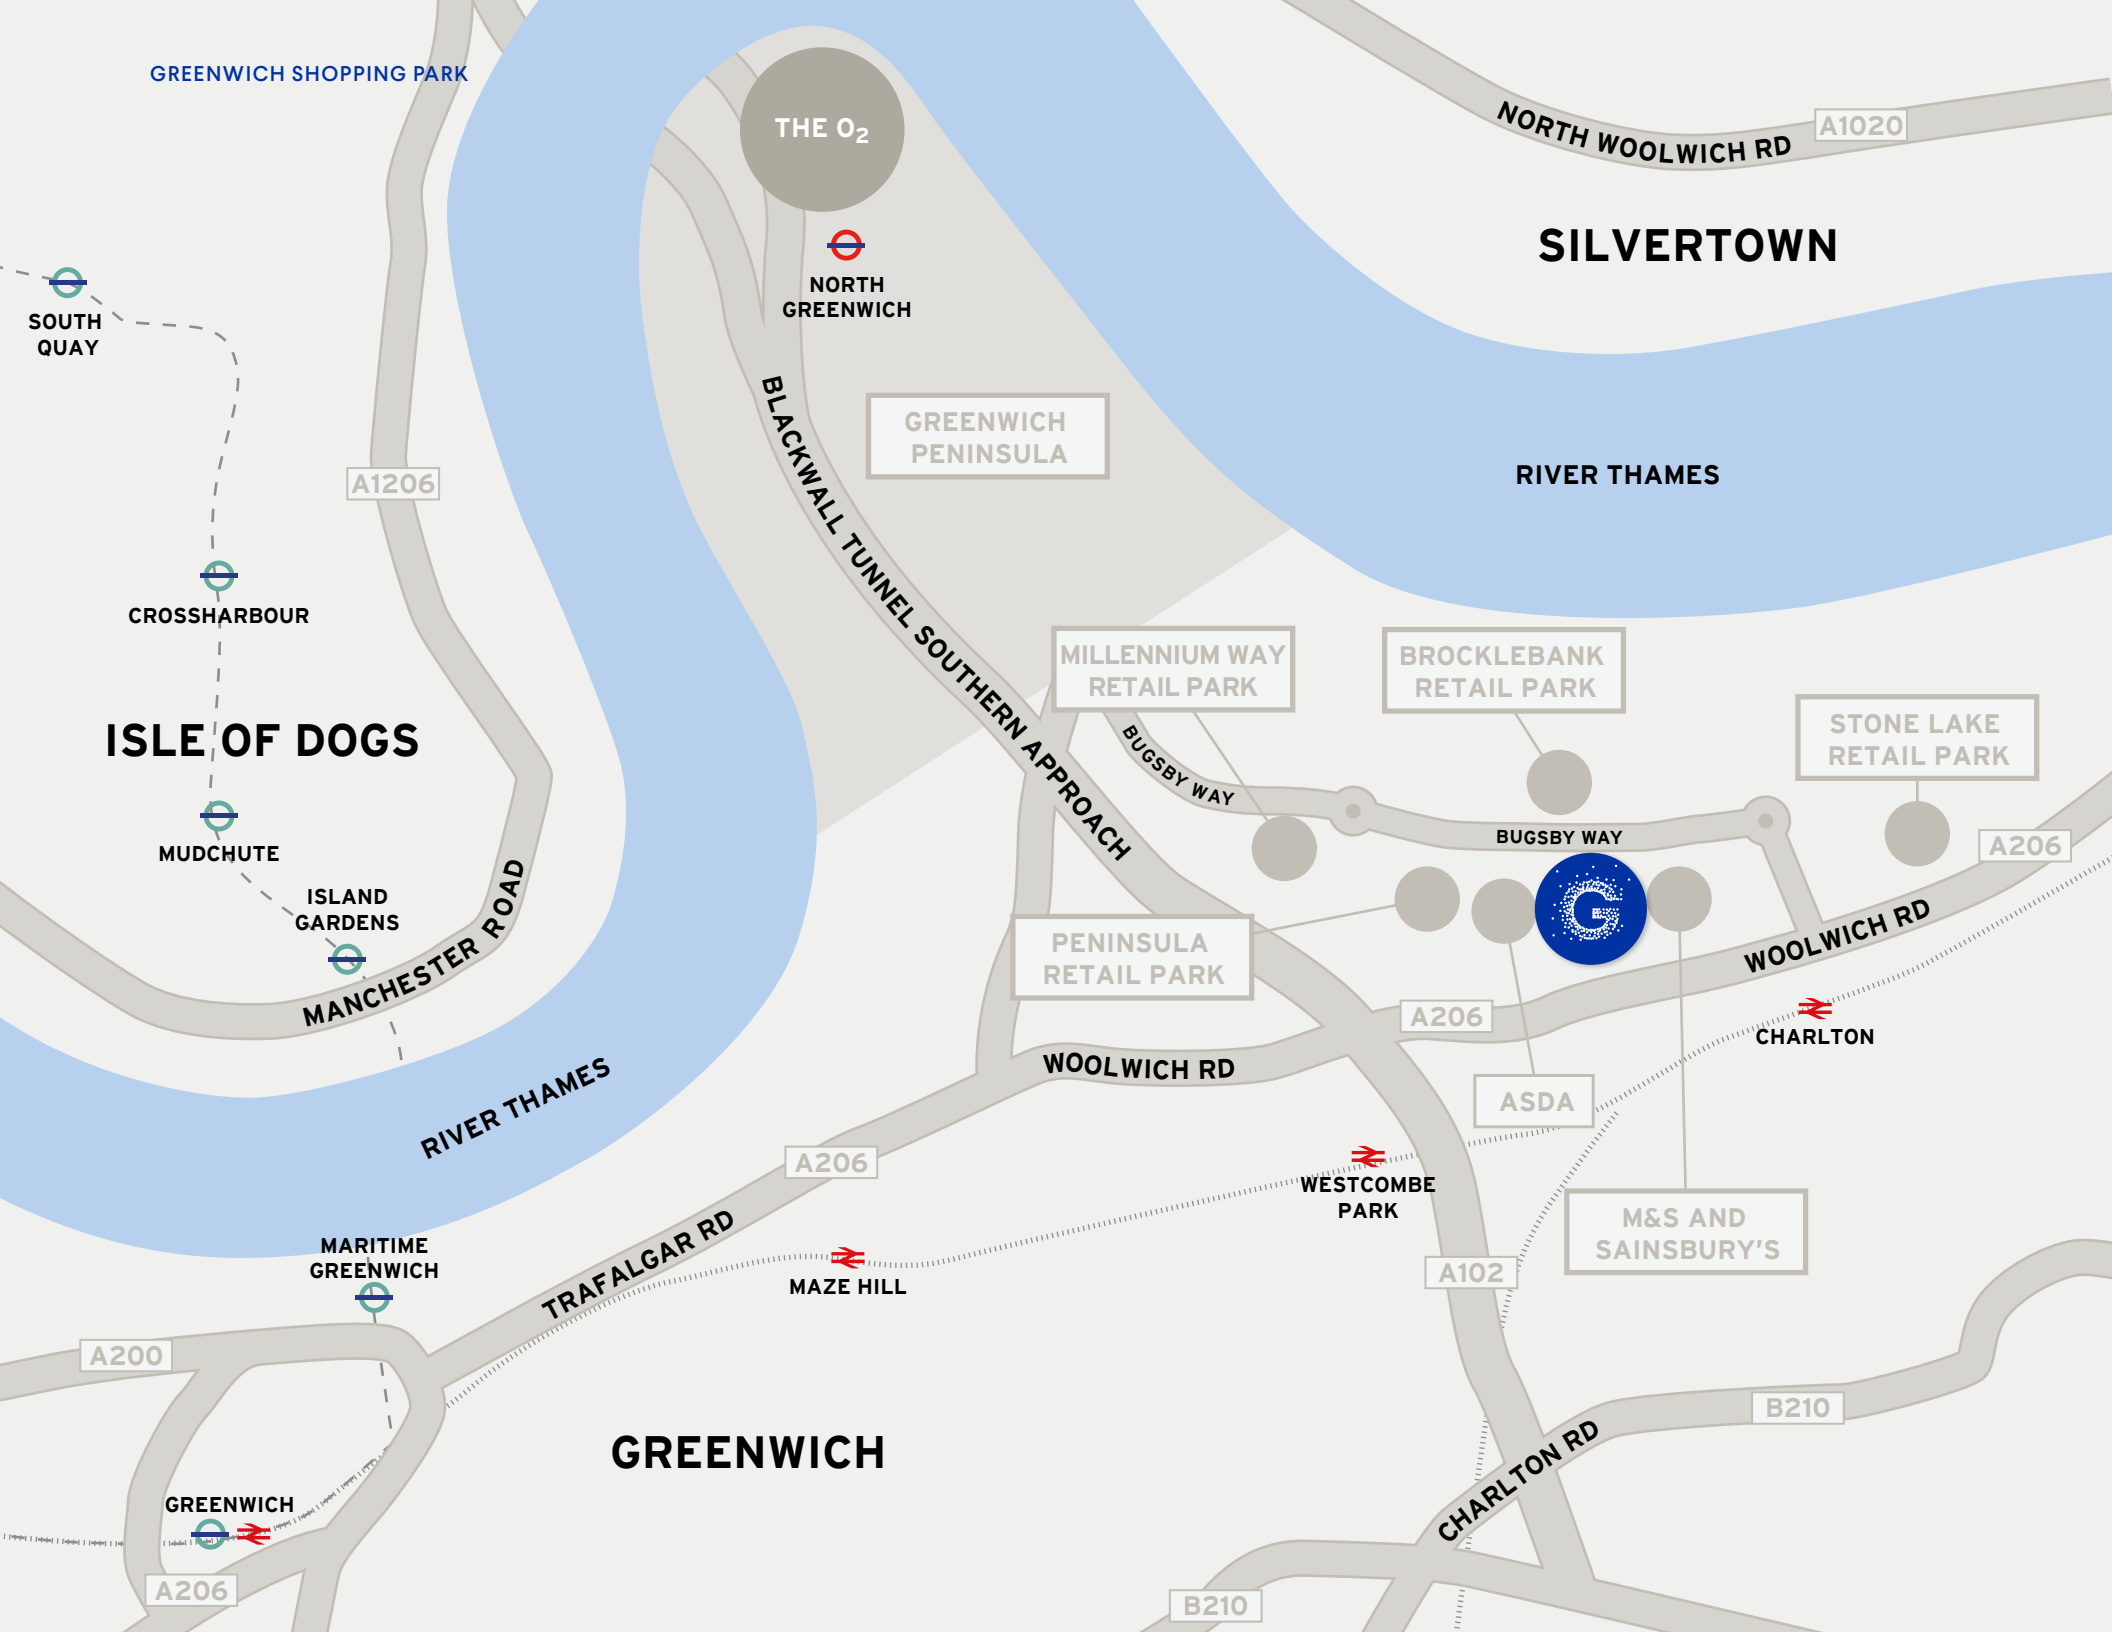 GREENWICH SHOPPING PARK
THE O2
NORTH WOOLWICH RD
A1020
SILVERTOWN
NORTH
GREENWICH
SOUTH
QUAY
BLACKWALL TUNNEL SOUTHERN APPROACH
GREENWICH
PENINSULA
RIVER THAMES
A1206
CROSSHARBOUR
MILLENNIUM WAY
RETAIL PARK
BROCKLEBANK
RETAIL PARK
STONE LAKE
RETAIL PARK
ISLE OF DOGS
BUGSBY WAY
BUGSBY WAY
A206
MUDCHUTE
ISLAND
GARDENS
MANCHESTER ROAD
G
PENINSULA
RETAIL PARK
WOOLWICH RD
A206
CHARLTON
WOOLWICH RD
RIVER THAMES
ASDA
A206
WESTCOMBE
PARK
M&S AND
SAINSBURY'S
TRAFALGAR RD
MARITIME
GREENWICH
MAZE HILL
A102
A200
B210
GREENWICH
CHARLTON RD
GREENWICH
A206
B210